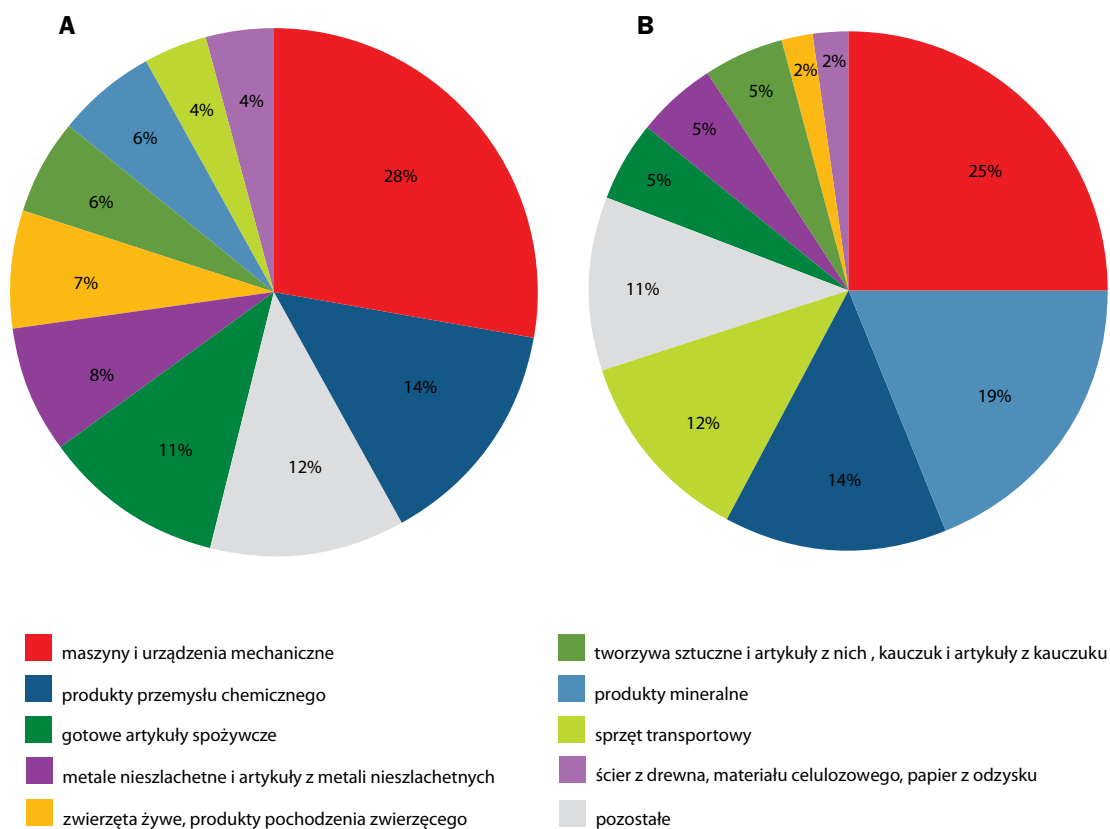 A
28%
14%
12%
11%
8%
7%
6%
6%
4%
4%
B
25%
19%
14%
12%
11%
5%
5%
5%
2%
2%
maszyny i urządzenia mechaniczne
produkty przemysłu chemicznego
gotowe artykuły spożywcze
metale nieszlachetne i artykuły z metali nieszlachetnych
zwierzęta żywe, produkty pochodzenia zwierzęcego
tworzywa sztuczne i artykuły z nich , kauczuk i artykuły z kauczuku
produkty mineralne
sprzęt transportowy
ścier z drewna, materiału celulozowego, papier z odzysku
pozostałe